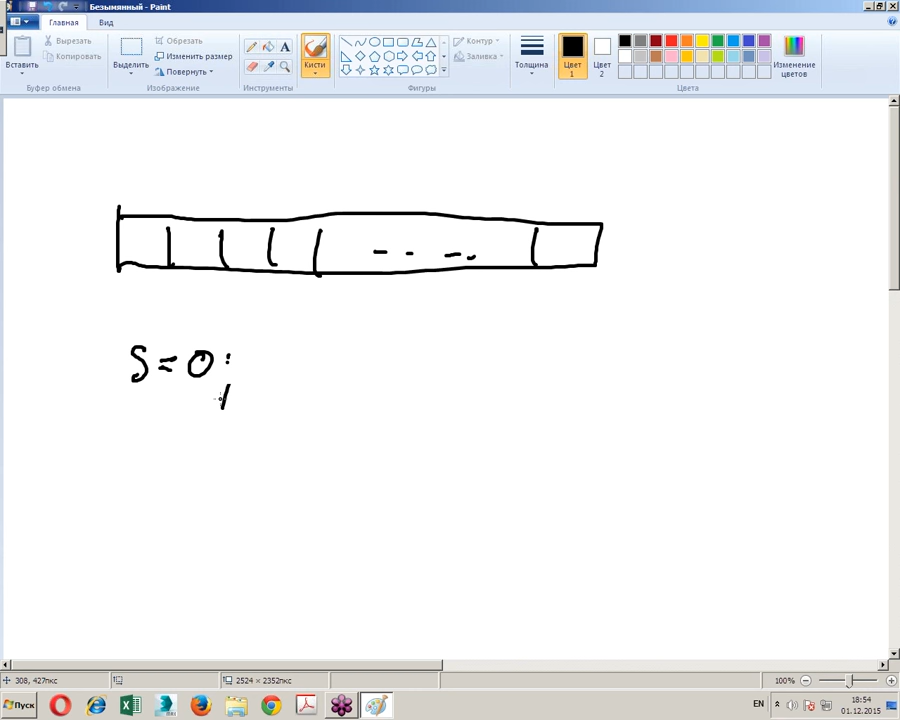 Безымянный - Paint
Главная Вид
Вставить Вырезать Копировать
Буфер обмена
Выделить Обрезать Изменить размер Повернуть
Изображение
A
Инструменты
Кисти
Контур
Заливка
Фигуры
Толщина
Цвет 1
Цвет 2
Изменение цветов
Цвета
S = 0;
308, 427пкс
2524 × 2352пкс
100%
Пуск
EN
18:54
01.12.2015